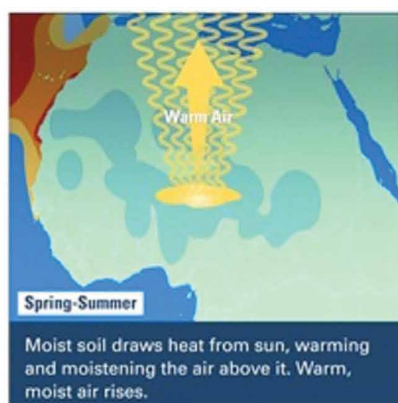 Warm Air
Spring-Summer
Moist soil draws heat from sun, warming
and moistening the air above it. Warm,
moist air rises.